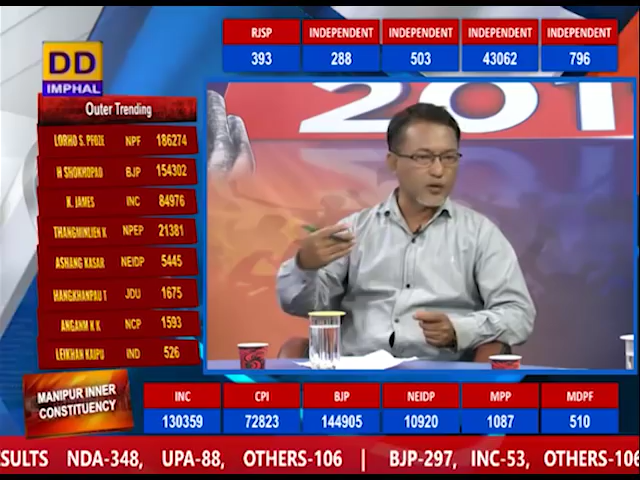 RJSP INDEPENDENT INDEPENDENT INDEPENDENT INDEPENDENT
393 288 503 43062 796
DD
IMPHAL
201
Outer Trending
LORHO S. PFOZE NPF 186274
H SHOKHOPAO BJP 154302
K. JAMES INC 84976
THANGMINLIEN K NPEP 21381
ASHANG KASAR NEIDP 5445
HANGKHANPAU T JDU 1675
ANGAM K K NCP 1593
LEIKHAN KAIPU IND 526
MANIPUR INNER
CONSTITUENCY
INC CPI BJP NEIDP MPP MDPF
130359 72823 144905 10920 1087 510
ESULTS NDA-348, UPA-88, OTHERS-106 | BJP-297, INC-53, OTHERS-106